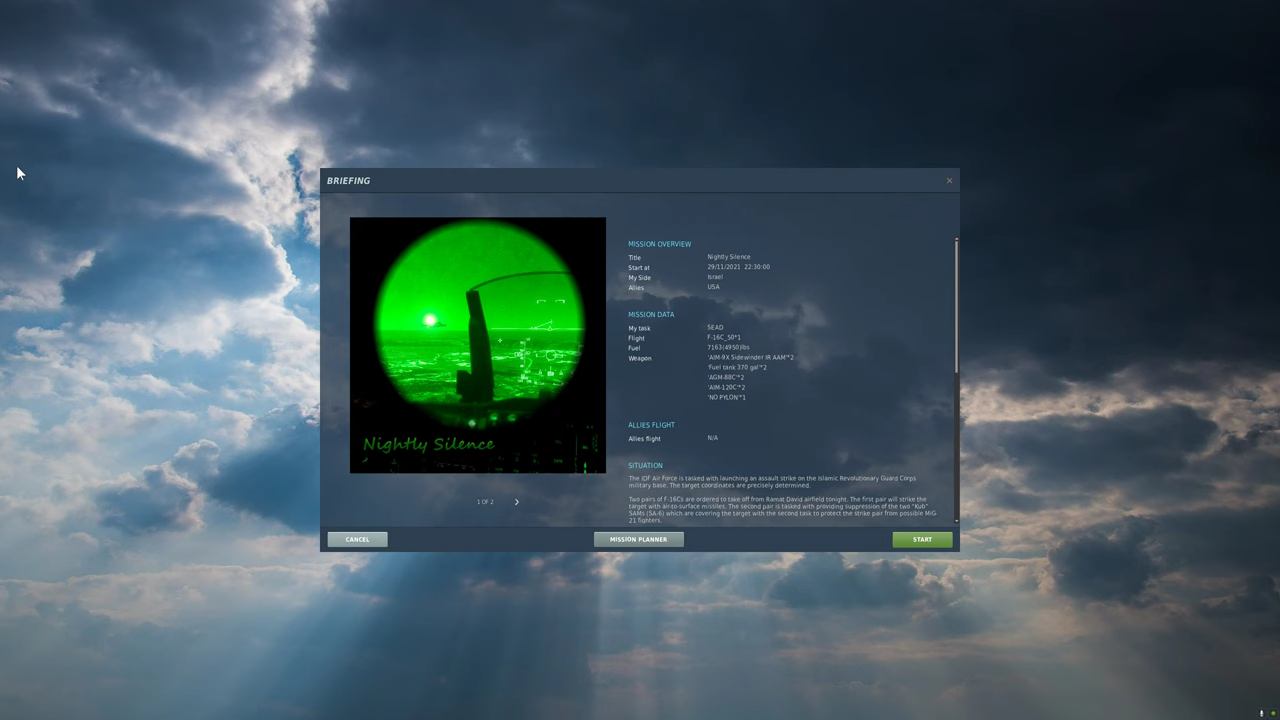 BRIEFING
Nightly Silence
1 OF 2
MISSION OVERVIEW
Title Nightly Silence
Start at 29/11/2021 22:30:00
My Side Israel
Allies USA
MISSION DATA
My task SEAD
Flight F-16C_50*1
Fuel 7163(4950)lbs
Weapon 'AIM-9X Sidewinder IR AAM'*2
'Fuel tank 370 gal'*2
'AGM-88C'*2
'AIM-120C'*2
'NO PYLON'*1
ALLIES FLIGHT
Allies flight N/A
SITUATION
The IDF Air Force is tasked with launching an assault strike on the Islamic Revolutionary Guard Corps
military base. The target coordinates are precisely determined.
Two pairs of F-16Cs are ordered to take off from Ramat David airfield tonight. The first pair will strike the
target with air-to-surface missiles. The second pair is tasked with providing suppression of the two "Kub"
SAMs (SA-6) which are covering the target with the second task to protect the strike pair from possible MiG-
21 fighters.
CANCEL
MISSION PLANNER
START